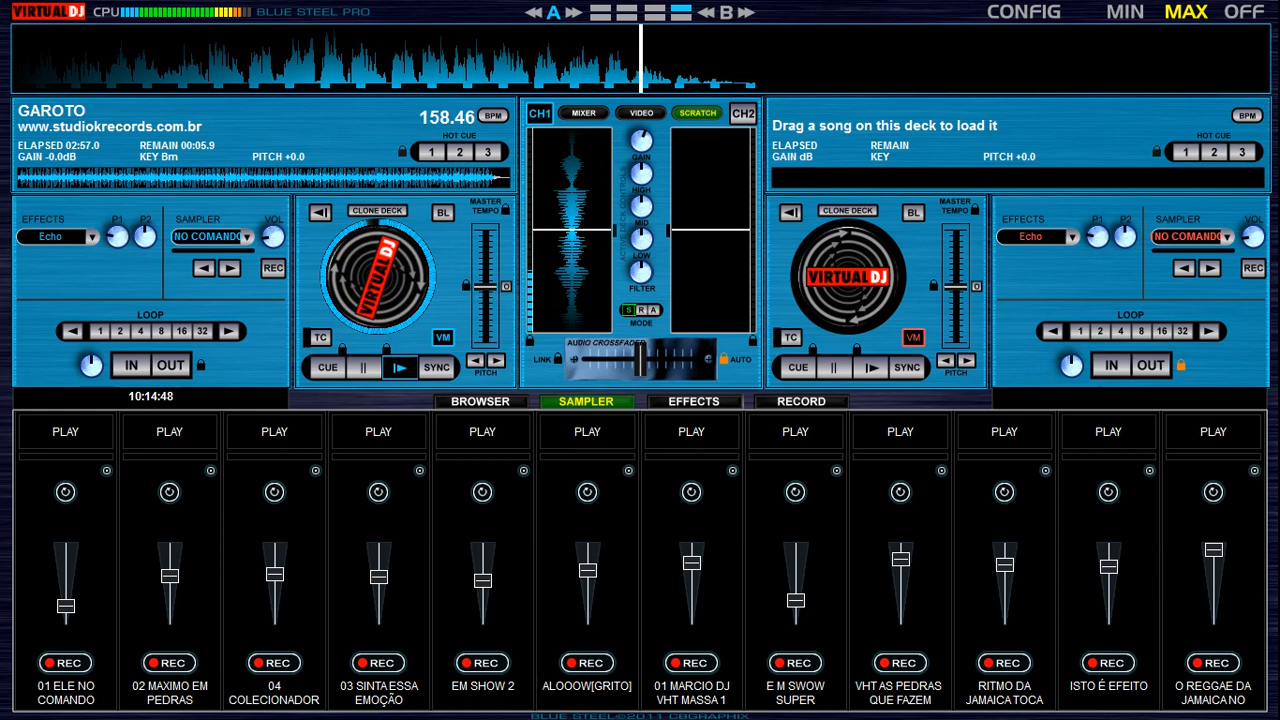 VIRTUALDJ CPU BLUE STEEL PRO A B CONFIG MIN MAX OFF
GAROTO
www.studiokrecords.com.br
158.46 BPM
ELAPSED 02:57.0 REMAIN 00:05.9
GAIN -0.0dB KEY Bm PITCH +0.0
HOT CUE
1 2 3
CH1 MIXER VIDEO SCRATCH CH2
GAIN
HIGH
MID
LOW
FILTER
ACTIVE DECK CONTROLS
S R A
MODE
Drag a song on this deck to load it
BPM
ELAPSED REMAIN
GAIN dB KEY PITCH +0.0
HOT CUE
1 2 3
EFFECTS P1 P2 SAMPLER VOL
Echo NO COMANDO
REC
LOOP
1 2 4 8 16 32
IN OUT
CLONE DECK BL MASTER TEMPO
VIRTUALDJ
TC VM
CUE SYNC PITCH
AUDIO CROSSFADER
LINK AUTO
CLONE DECK BL MASTER TEMPO
VIRTUALDJ
TC VM
CUE SYNC PITCH
EFFECTS P1 P2 SAMPLER VOL
Echo NO COMANDO
REC
LOOP
1 2 4 8 16 32
IN OUT
10:14:48
BROWSER SAMPLER EFFECTS RECORD
PLAY PLAY PLAY PLAY PLAY PLAY PLAY PLAY PLAY PLAY PLAY PLAY
REC REC REC REC REC REC REC REC REC REC REC REC
01 ELE NO
COMANDO
02 MAXIMO EM
PEDRAS
04
COLECIONADOR
03 SINTA ESSA
EMOÇÃO
EM SHOW 2
ALOOOW[GRITO]
01 MARCIO DJ
VHT MASSA 1
E M SWOW
SUPER
VHT AS PEDRAS
QUE FAZEM
RITMO DA
JAMAICA TOCA
ISTO É EFEITO
O REGGAE DA
JAMAICA NO
BLUE STEEL©2011 CBGRAPHIX